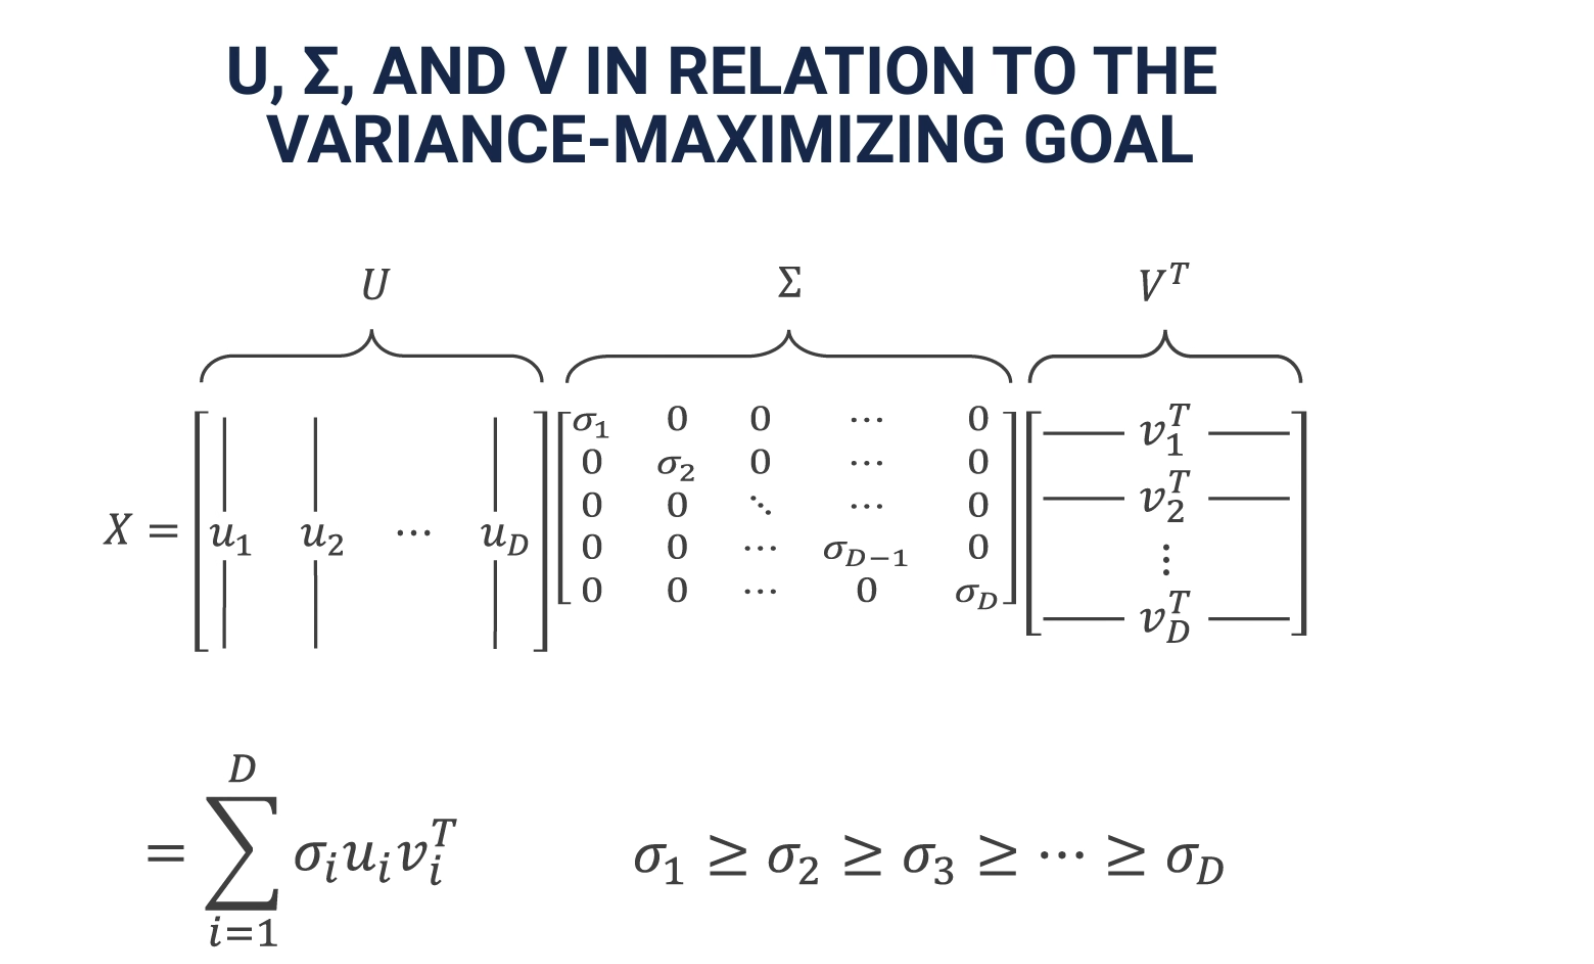 U, Σ, AND V IN RELATION TO THE
VARIANCE-MAXIMIZING GOAL
U Σ V^T
X = [u_1 u_2 ⋯ u_D] [σ_1 0 0 ⋯ 0
0 σ_2 0 ⋯ 0
0 0 ⋱ ⋯ 0
0 0 ⋯ σ_{D−1} 0
0 0 ⋯ 0 σ_D] [v_1^T
v_2^T
⋮
v_D^T]
= ∑_{i=1}^{D} σ_i u_i v_i^T σ_1 ≥ σ_2 ≥ σ_3 ≥ ⋯ ≥ σ_D